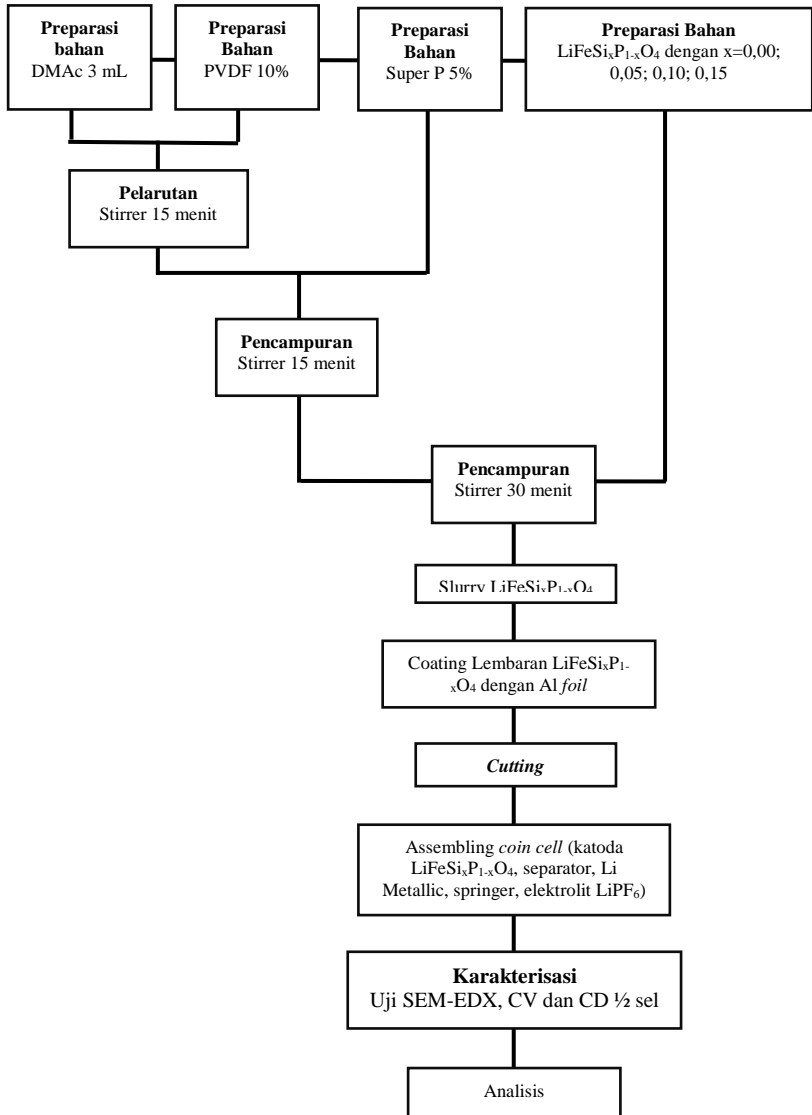 Preparasi
bahan
DMAc 3 mL
Preparasi
Bahan
PVDF 10%
Preparasi
Bahan
Super P 5%
Preparasi Bahan
LiFeSiₓP₁₋ₓO₄ dengan x=0,00;
0,05; 0,10; 0,15
Pelarutan
Stirrer 15 menit
Pencampuran
Stirrer 15 menit
Pencampuran
Stirrer 30 menit
Slurry LiFeSiₓP₁₋ₓO₄
Coating Lembaran LiFeSiₓP₁₋
ₓO₄ dengan Al foil
Cutting
Assembling coin cell (katoda
LiFeSiₓP₁₋ₓO₄, separator, Li
Metallic, springer, elektrolit LiPF₆)
Karakterisasi
Uji SEM-EDX, CV dan CD ½ sel
Analisis